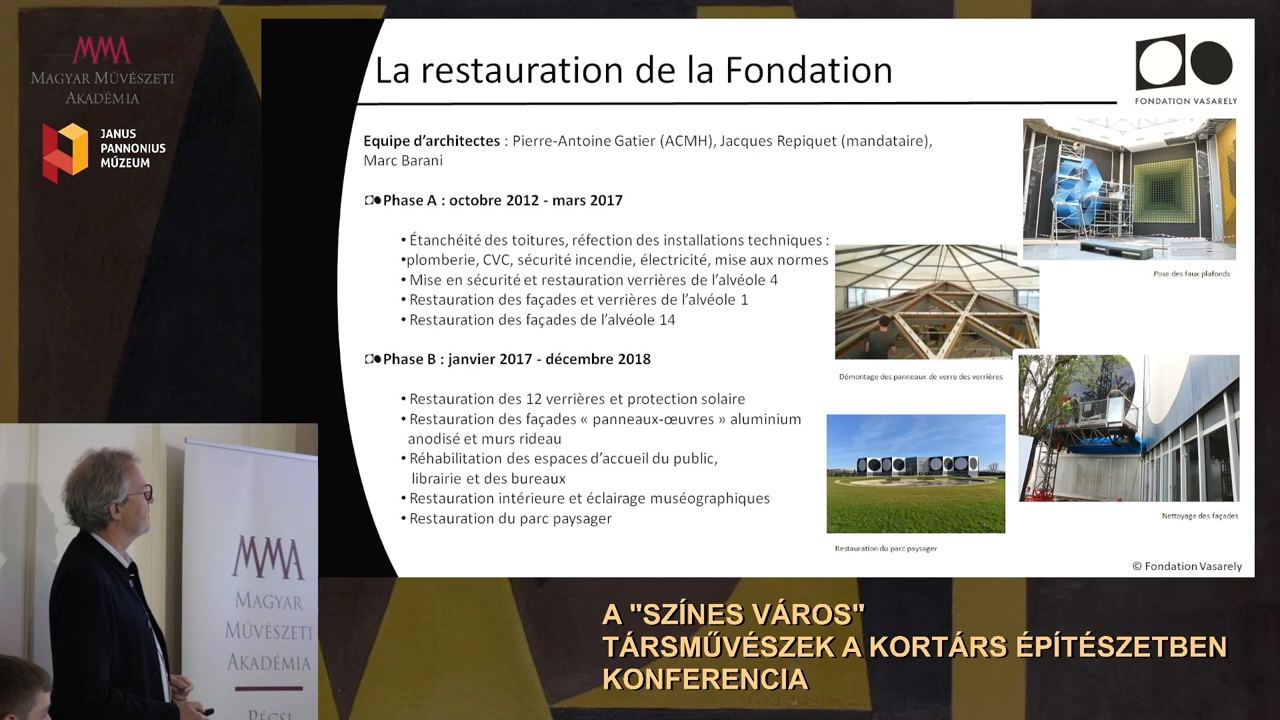 MMA
MAGYAR MŰVÉSZETI
AKADÉMIA
JANUS
PANNONIUS
MÚZEUM
La restauration de la Fondation
FONDATION VASARELY
Equipe d’architectes : Pierre-Antoine Gatier (ACMH), Jacques Repiquet (mandataire),
Marc Barani
Phase A : octobre 2012 - mars 2017
• Étanchéité des toitures, réfection des installations techniques :
•plomberie, CVC, sécurité incendie, électricité, mise aux normes
• Mise en sécurité et restauration verrières de l’alvéole 4
• Restauration des façades et verrières de l’alvéole 1
• Restauration des façades de l’alvéole 14
Phase B : janvier 2017 - décembre 2018
• Restauration des 12 verrières et protection solaire
• Restauration des façades « panneaux-œuvres » aluminium
anodisé et murs rideau
• Réhabilitation des espaces d’accueil du public,
librairie et des bureaux
• Restauration intérieure et éclairage muséographiques
• Restauration du parc paysager
Pose des faux plafonds
Démontage des panneaux de verre des verrières
Nettoyage des façades
Restauration du parc paysager
© Fondation Vasarely
MMA
MAGYAR
MŰVÉSZETI
AKADÉMIA
PÉCSI
A "SZÍNES VÁROS"
TÁRSMŰVÉSZEK A KORTÁRS ÉPÍTÉSZETBEN
KONFERENCIA